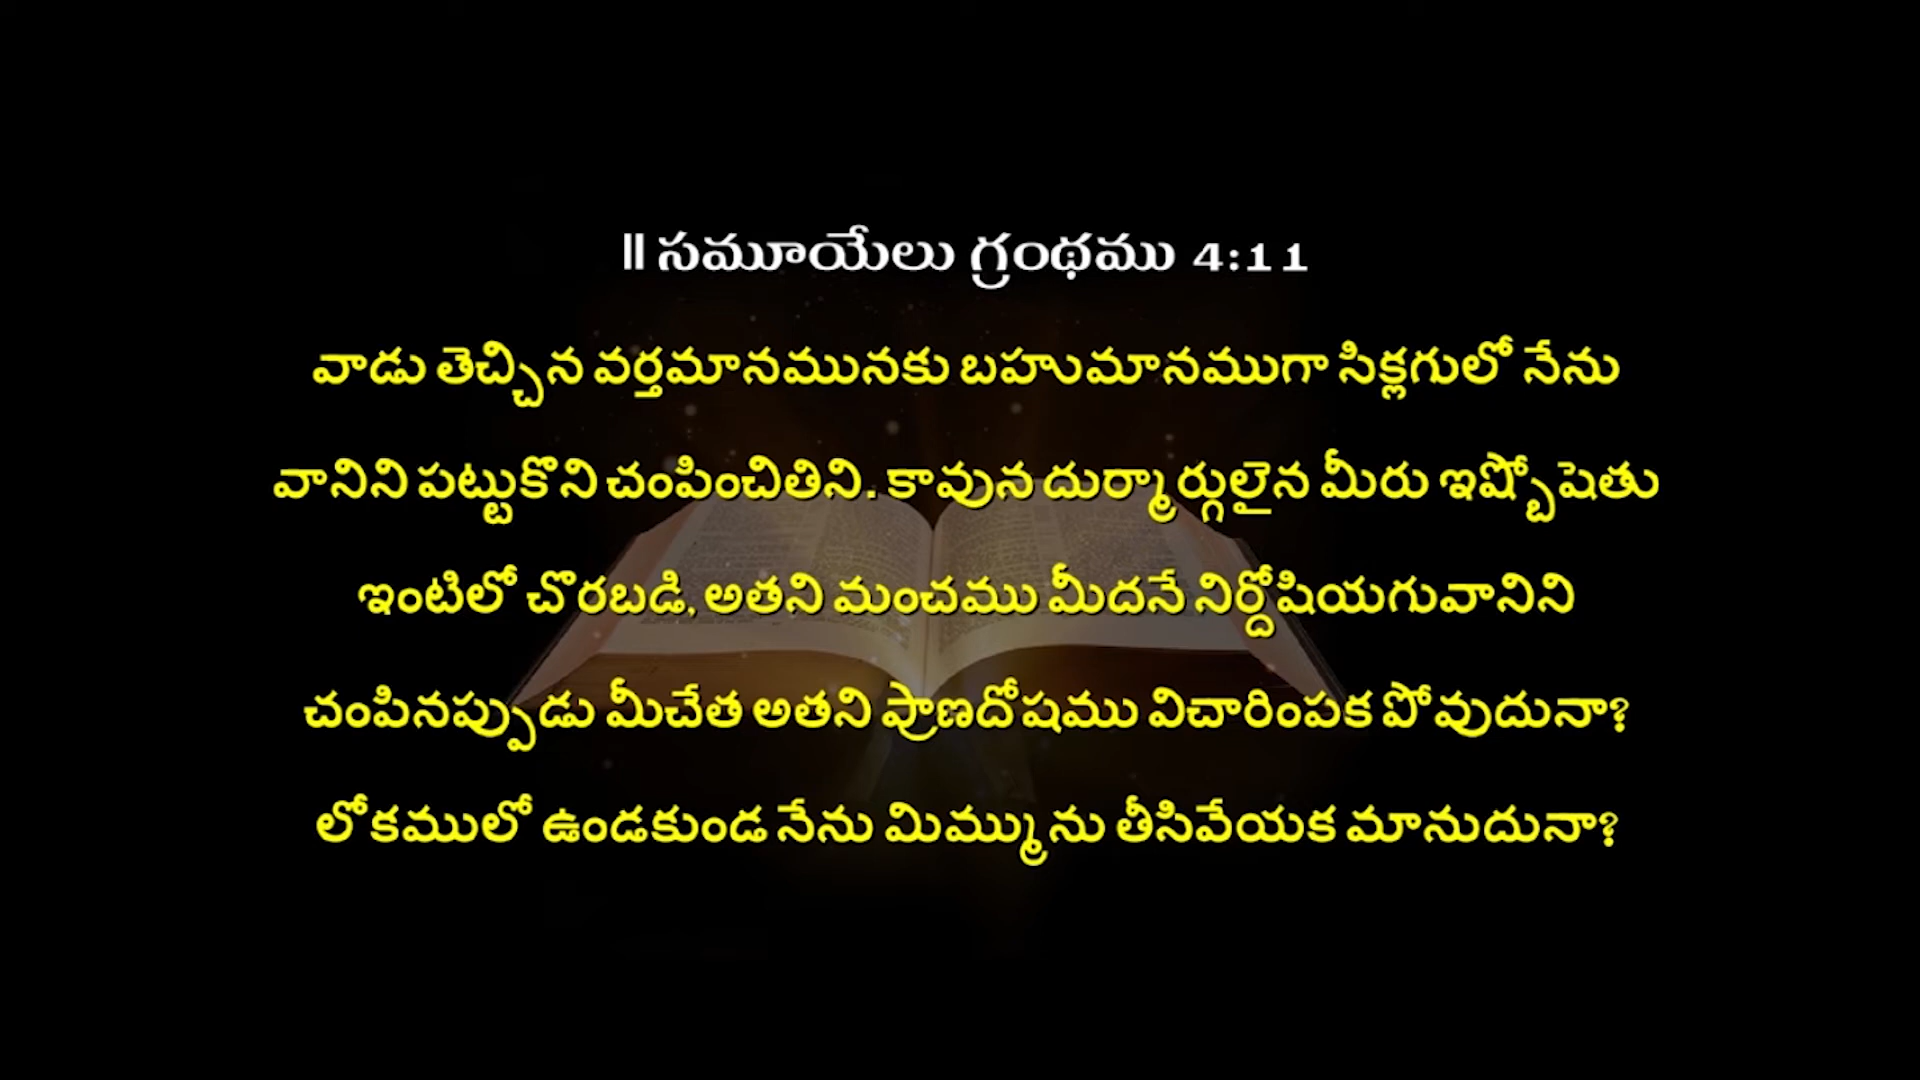 II సమూయేలు గ్రంథము 4:11
వాడు తెచ్చిన వర్తమానమునకు బహుమానముగా సిక్లగులో నేను
వానిని పట్టుకొని చంపించితిని. కావున దుర్మార్గులైన మీరు ఇష్బోషెతు
ఇంటిలో చొరబడి, అతని మంచము మీదనే నిర్దోషియగువానిని
చంపినప్పుడు మీచేత అతని ప్రాణదోషము విచారింపక పోవుదునా?
లోకములో ఉండకుండ నేను మిమ్మును తీసివేయక మానుదునా?